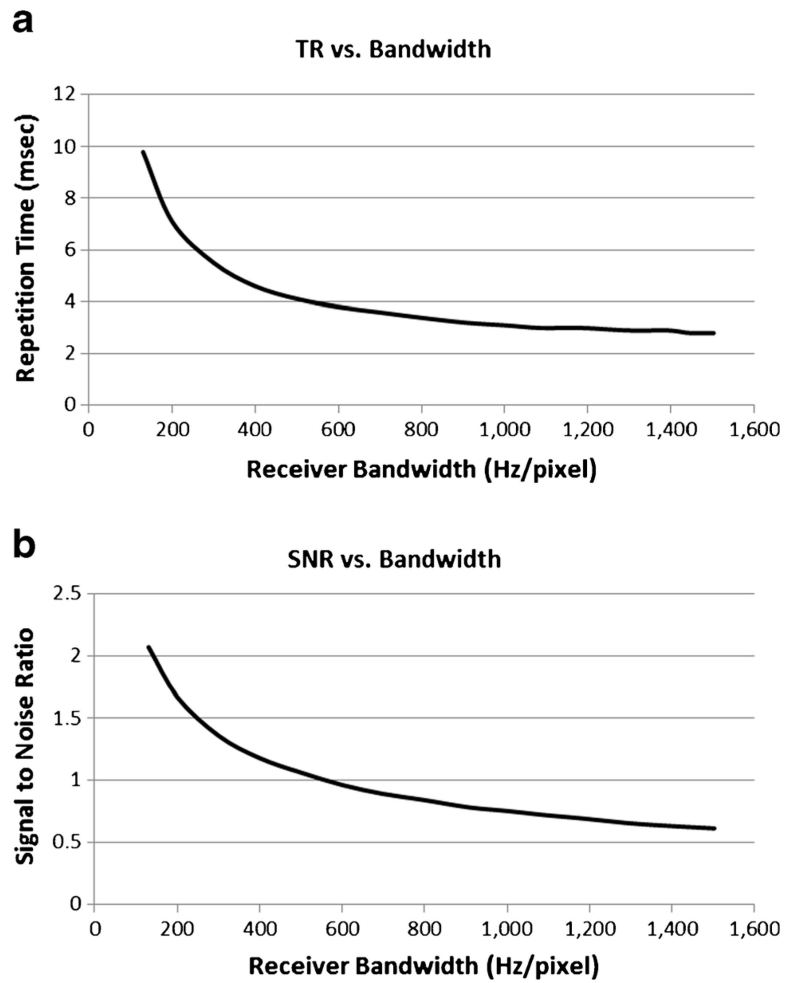 a
TR vs. Bandwidth
Repetition Time (msec)
12
10
8
6
4
2
0
0 200 400 600 800 1,000 1,200 1,400 1,600
Receiver Bandwidth (Hz/pixel)
b
SNR vs. Bandwidth
Signal to Noise Ratio
2.5
2
1.5
1
0.5
0
0 200 400 600 800 1,000 1,200 1,400 1,600
Receiver Bandwidth (Hz/pixel)